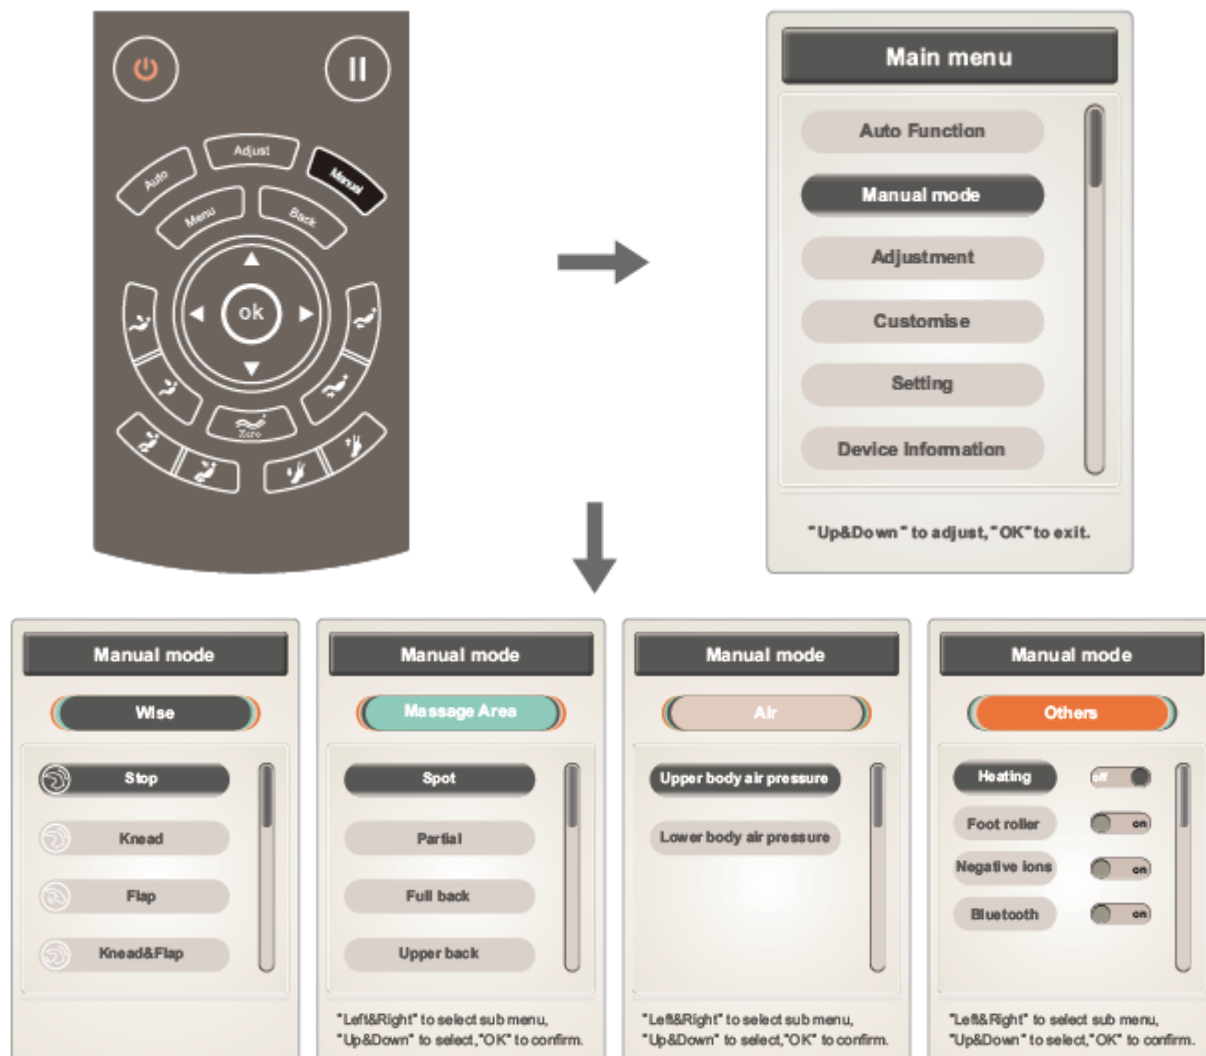 Adjust
Auto
Manual
Menu
Back
ok
Zero
Main menu
Auto Function
Manual mode
Adjustment
Customise
Setting
Device Information
"Up&Down" to adjust, "OK" to exit.
Manual mode
Wise
Stop
Knead
Flap
Knead&Flap
Manual mode
Massage Area
Spot
Partial
Full back
Upper back
"Left&Right" to select sub menu,
"Up&Down" to select,"OK" to confirm.
Manual mode
Air
Upper body air pressure
Lower body air pressure
"Left&Right" to select sub menu,
"Up&Down" to select,"OK" to confirm.
Manual mode
Others
Heating off
Foot roller on
Negative ions on
Bluetooth on
"Left&Right" to select sub menu,
"Up&Down" to select,"OK" to confirm.